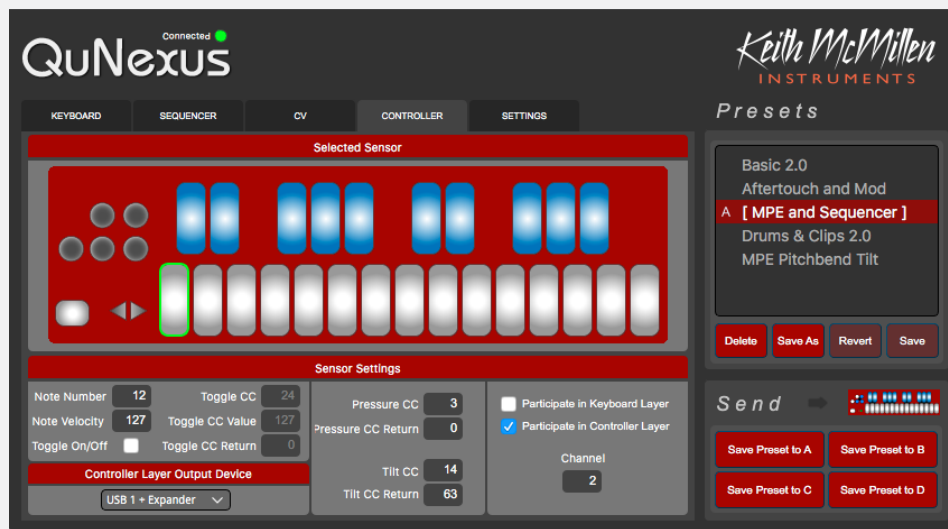 Connected
QuNexus
Keith McMillen
INSTRUMENTS
KEYBOARD
SEQUENCER
CV
CONTROLLER
SETTINGS
Selected Sensor
Presets
Basic 2.0
Aftertouch and Mod
A [ MPE and Sequencer ]
Drums & Clips 2.0
MPE Pitchbend Tilt
Delete
Save As
Revert
Save
Sensor Settings
Note Number 12
Note Velocity 127
Toggle On/Off
Toggle CC 24
Toggle CC Value 127
Toggle CC Return 0
Pressure CC 3
Pressure CC Return 0
Tilt CC 14
Tilt CC Return 63
Participate in Keyboard Layer
Participate in Controller Layer
Channel
2
Controller Layer Output Device
USB 1 + Expander
Send
Save Preset to A
Save Preset to B
Save Preset to C
Save Preset to D